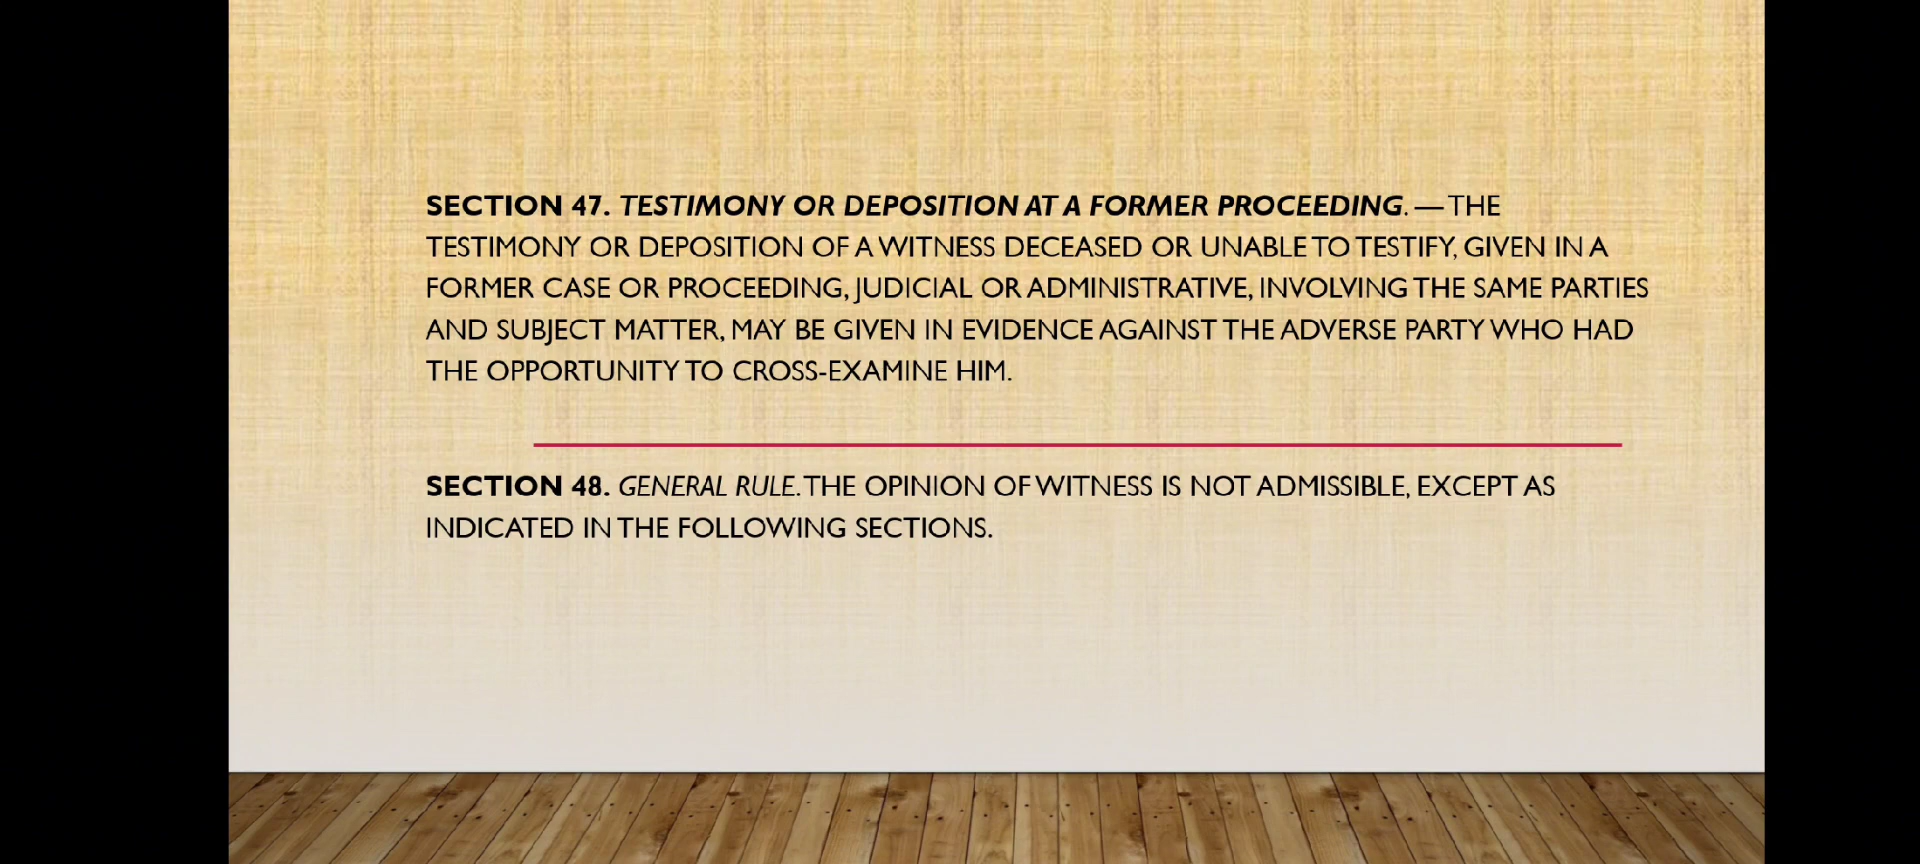 SECTION 47. TESTIMONY OR DEPOSITION AT A FORMER PROCEEDING. — THE
TESTIMONY OR DEPOSITION OF A WITNESS DECEASED OR UNABLE TO TESTIFY, GIVEN IN A
FORMER CASE OR PROCEEDING, JUDICIAL OR ADMINISTRATIVE, INVOLVING THE SAME PARTIES
AND SUBJECT MATTER, MAY BE GIVEN IN EVIDENCE AGAINST THE ADVERSE PARTY WHO HAD
THE OPPORTUNITY TO CROSS-EXAMINE HIM.
SECTION 48. GENERAL RULE. THE OPINION OF WITNESS IS NOT ADMISSIBLE, EXCEPT AS
INDICATED IN THE FOLLOWING SECTIONS.